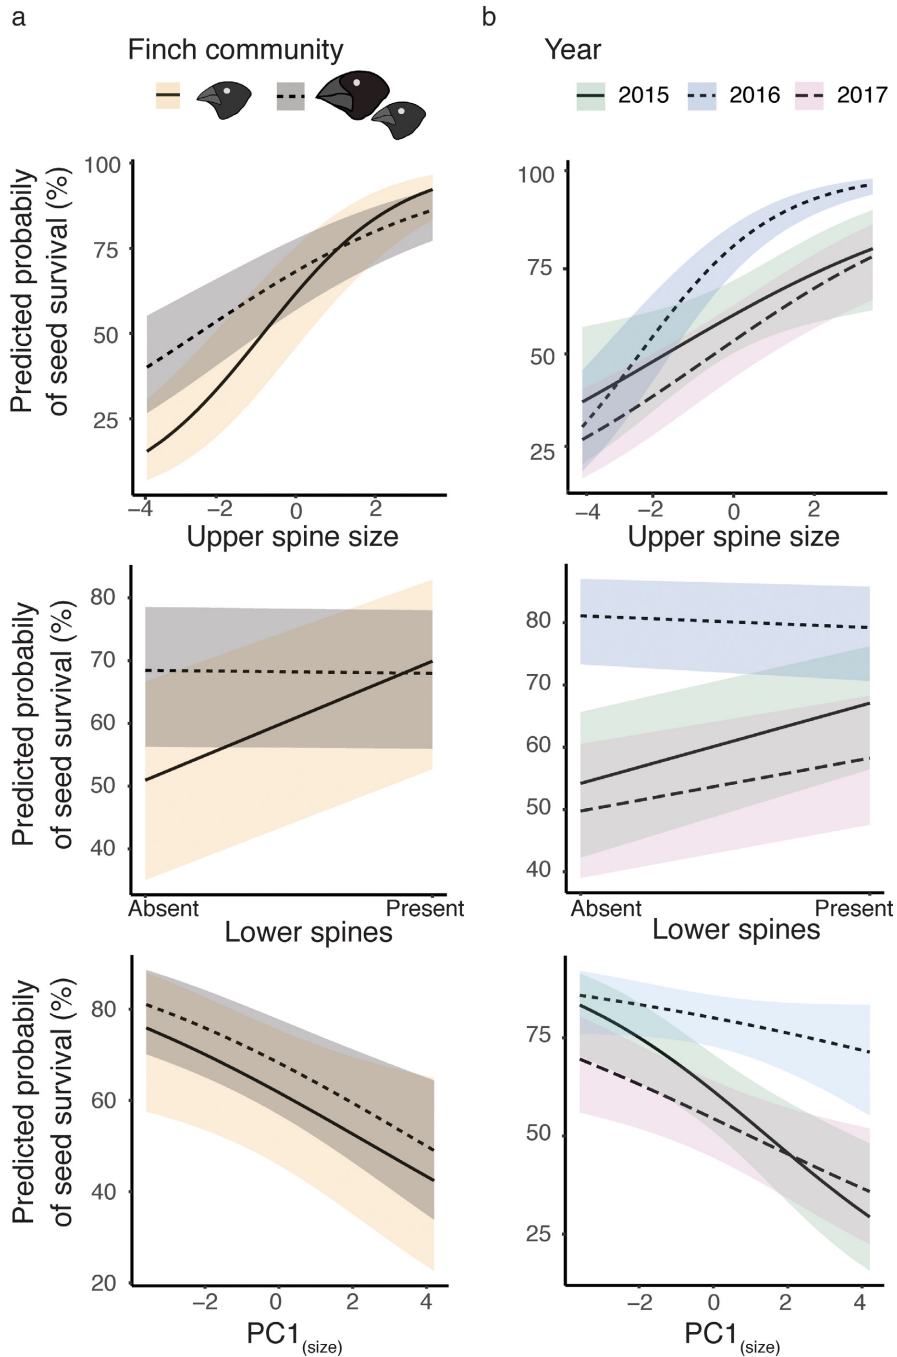 a
Finch community
Predicted probabily
of seed survival (%)
100
75
50
25
−4
−2
0
2
Upper spine size
Predicted probabily
of seed survival (%)
80
70
60
50
40
Absent
Present
Lower spines
Predicted probabily
of seed survival (%)
80
60
40
20
−2
0
2
4
PC1(size)
b
Year
2015
2016
2017
100
75
50
25
−4
−2
0
2
Upper spine size
80
70
60
50
40
Absent
Present
Lower spines
75
50
25
−2
0
2
4
PC1(size)